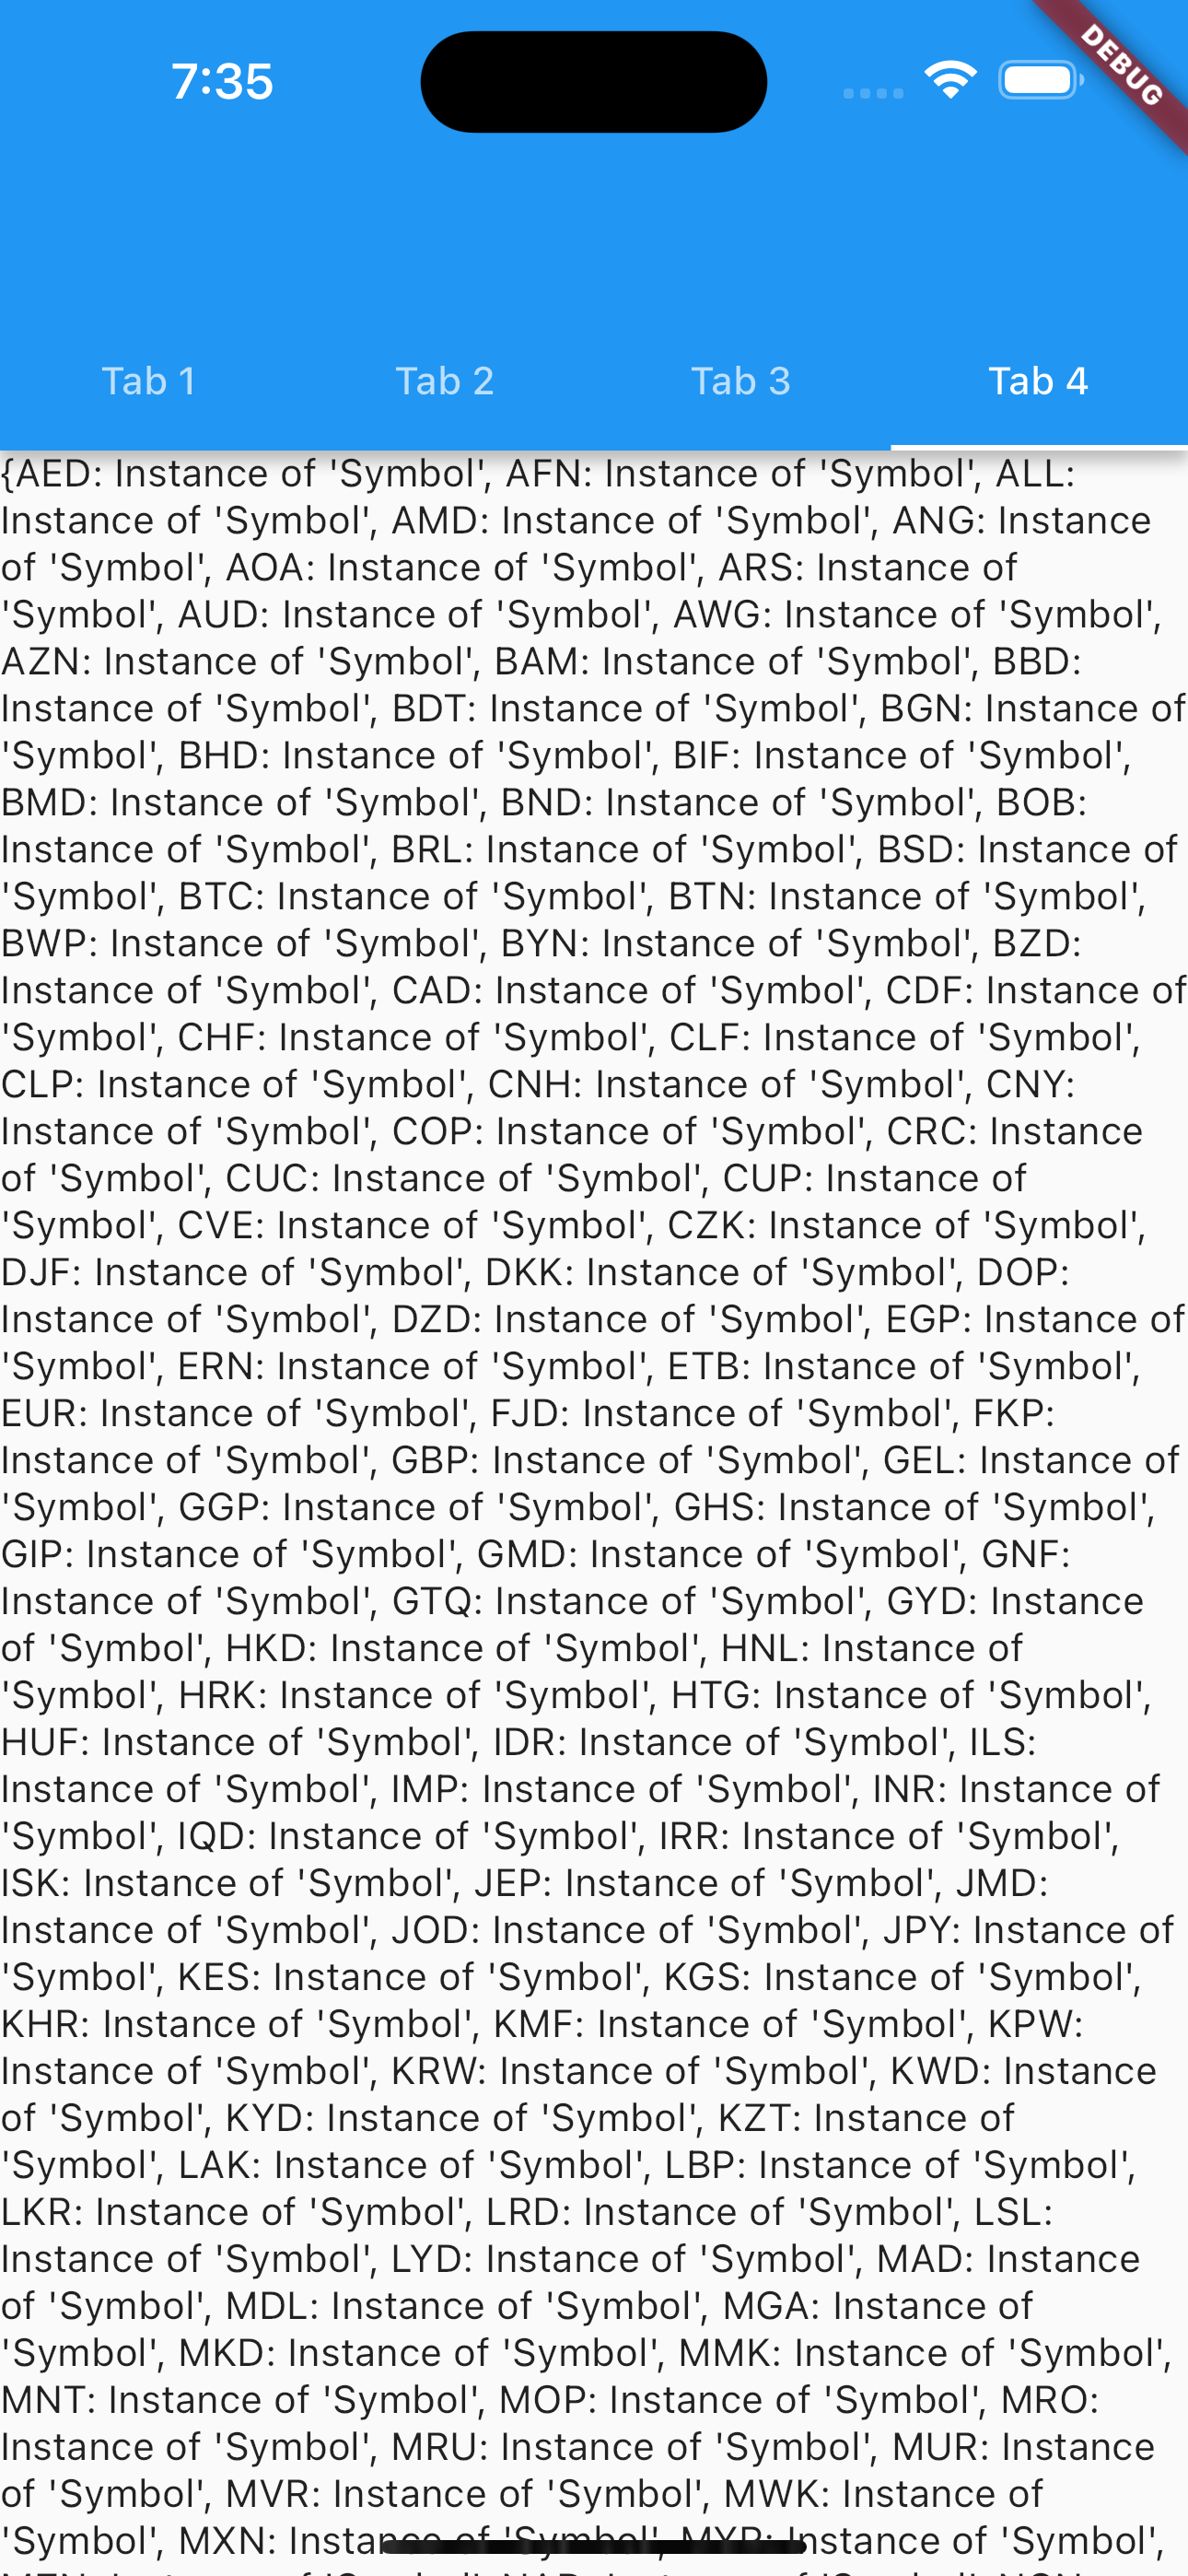 7:35
DEBUG
Tab 1 Tab 2 Tab 3 Tab 4
{AED: Instance of 'Symbol', AFN: Instance of 'Symbol', ALL:
Instance of 'Symbol', AMD: Instance of 'Symbol', ANG: Instance
of 'Symbol', AOA: Instance of 'Symbol', ARS: Instance of
'Symbol', AUD: Instance of 'Symbol', AWG: Instance of 'Symbol',
AZN: Instance of 'Symbol', BAM: Instance of 'Symbol', BBD:
Instance of 'Symbol', BDT: Instance of 'Symbol', BGN: Instance of
'Symbol', BHD: Instance of 'Symbol', BIF: Instance of 'Symbol',
BMD: Instance of 'Symbol', BND: Instance of 'Symbol', BOB:
Instance of 'Symbol', BRL: Instance of 'Symbol', BSD: Instance of
'Symbol', BTC: Instance of 'Symbol', BTN: Instance of 'Symbol',
BWP: Instance of 'Symbol', BYN: Instance of 'Symbol', BZD:
Instance of 'Symbol', CAD: Instance of 'Symbol', CDF: Instance of
'Symbol', CHF: Instance of 'Symbol', CLF: Instance of 'Symbol',
CLP: Instance of 'Symbol', CNH: Instance of 'Symbol', CNY:
Instance of 'Symbol', COP: Instance of 'Symbol', CRC: Instance
of 'Symbol', CUC: Instance of 'Symbol', CUP: Instance of
'Symbol', CVE: Instance of 'Symbol', CZK: Instance of 'Symbol',
DJF: Instance of 'Symbol', DKK: Instance of 'Symbol', DOP:
Instance of 'Symbol', DZD: Instance of 'Symbol', EGP: Instance of
'Symbol', ERN: Instance of 'Symbol', ETB: Instance of 'Symbol',
EUR: Instance of 'Symbol', FJD: Instance of 'Symbol', FKP:
Instance of 'Symbol', GBP: Instance of 'Symbol', GEL: Instance of
'Symbol', GGP: Instance of 'Symbol', GHS: Instance of 'Symbol',
GIP: Instance of 'Symbol', GMD: Instance of 'Symbol', GNF:
Instance of 'Symbol', GTQ: Instance of 'Symbol', GYD: Instance
of 'Symbol', HKD: Instance of 'Symbol', HNL: Instance of
'Symbol', HRK: Instance of 'Symbol', HTG: Instance of 'Symbol',
HUF: Instance of 'Symbol', IDR: Instance of 'Symbol', ILS:
Instance of 'Symbol', IMP: Instance of 'Symbol', INR: Instance of
'Symbol', IQD: Instance of 'Symbol', IRR: Instance of 'Symbol',
ISK: Instance of 'Symbol', JEP: Instance of 'Symbol', JMD:
Instance of 'Symbol', JOD: Instance of 'Symbol', JPY: Instance of
'Symbol', KES: Instance of 'Symbol', KGS: Instance of 'Symbol',
KHR: Instance of 'Symbol', KMF: Instance of 'Symbol', KPW:
Instance of 'Symbol', KRW: Instance of 'Symbol', KWD: Instance
of 'Symbol', KYD: Instance of 'Symbol', KZT: Instance of
'Symbol', LAK: Instance of 'Symbol', LBP: Instance of 'Symbol',
LKR: Instance of 'Symbol', LRD: Instance of 'Symbol', LSL:
Instance of 'Symbol', LYD: Instance of 'Symbol', MAD: Instance
of 'Symbol', MDL: Instance of 'Symbol', MGA: Instance of
'Symbol', MKD: Instance of 'Symbol', MMK: Instance of 'Symbol',
MNT: Instance of 'Symbol', MOP: Instance of 'Symbol', MRO:
Instance of 'Symbol', MRU: Instance of 'Symbol', MUR: Instance
of 'Symbol', MVR: Instance of 'Symbol', MWK: Instance of
'Symbol', MXN: Instance of 'Symbol', MYR: Instance of 'Symbol',